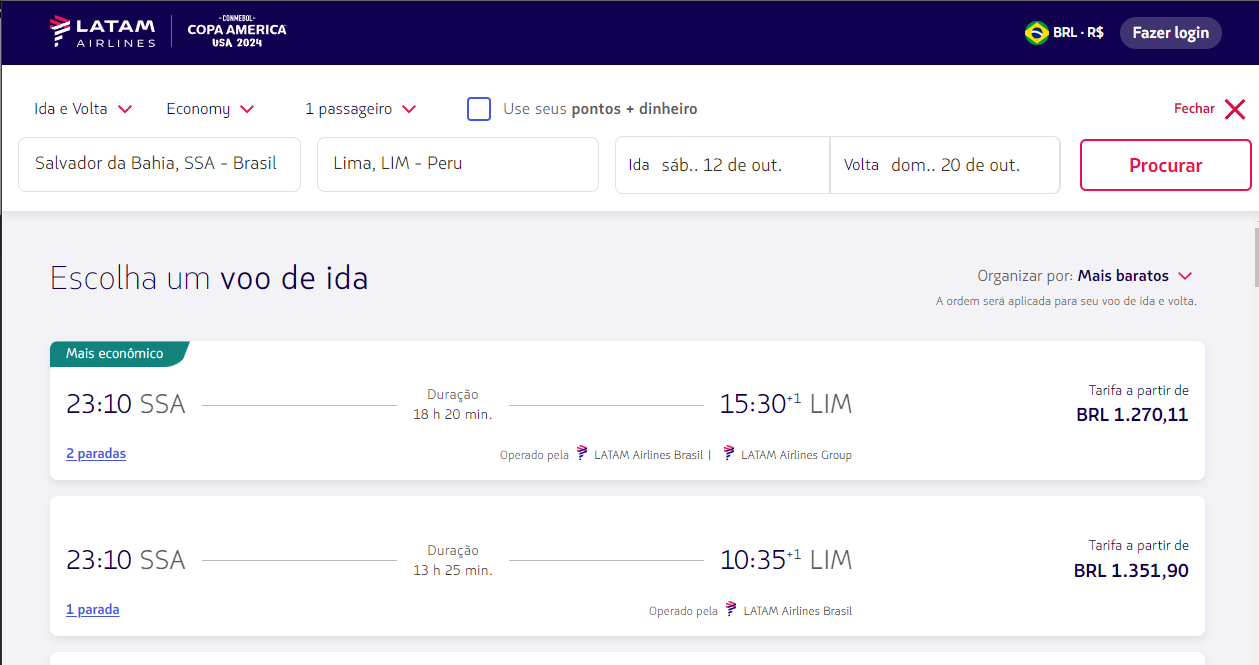 LATAM AIRLINES
-CONMEBOL- COPA AMERICA USA 2024
BRL · R$
Fazer login
Ida e Volta
Economy
1 passageiro
Use seus pontos + dinheiro
Fechar
Salvador da Bahia, SSA - Brasil
Lima, LIM - Peru
Ida sáb.. 12 de out.
Volta dom.. 20 de out.
Procurar
Escolha um voo de ida
Organizar por: Mais baratos
A ordem será aplicada para seu voo de ida e volta.
Mais econômico
23:10 SSA
Duração
18 h 20 min.
15:30+1 LIM
Tarifa a partir de
BRL 1.270,11
2 paradas
Operado pela LATAM Airlines Brasil | LATAM Airlines Group
23:10 SSA
Duração
13 h 25 min.
10:35+1 LIM
Tarifa a partir de
BRL 1.351,90
1 parada
Operado pela LATAM Airlines Brasil